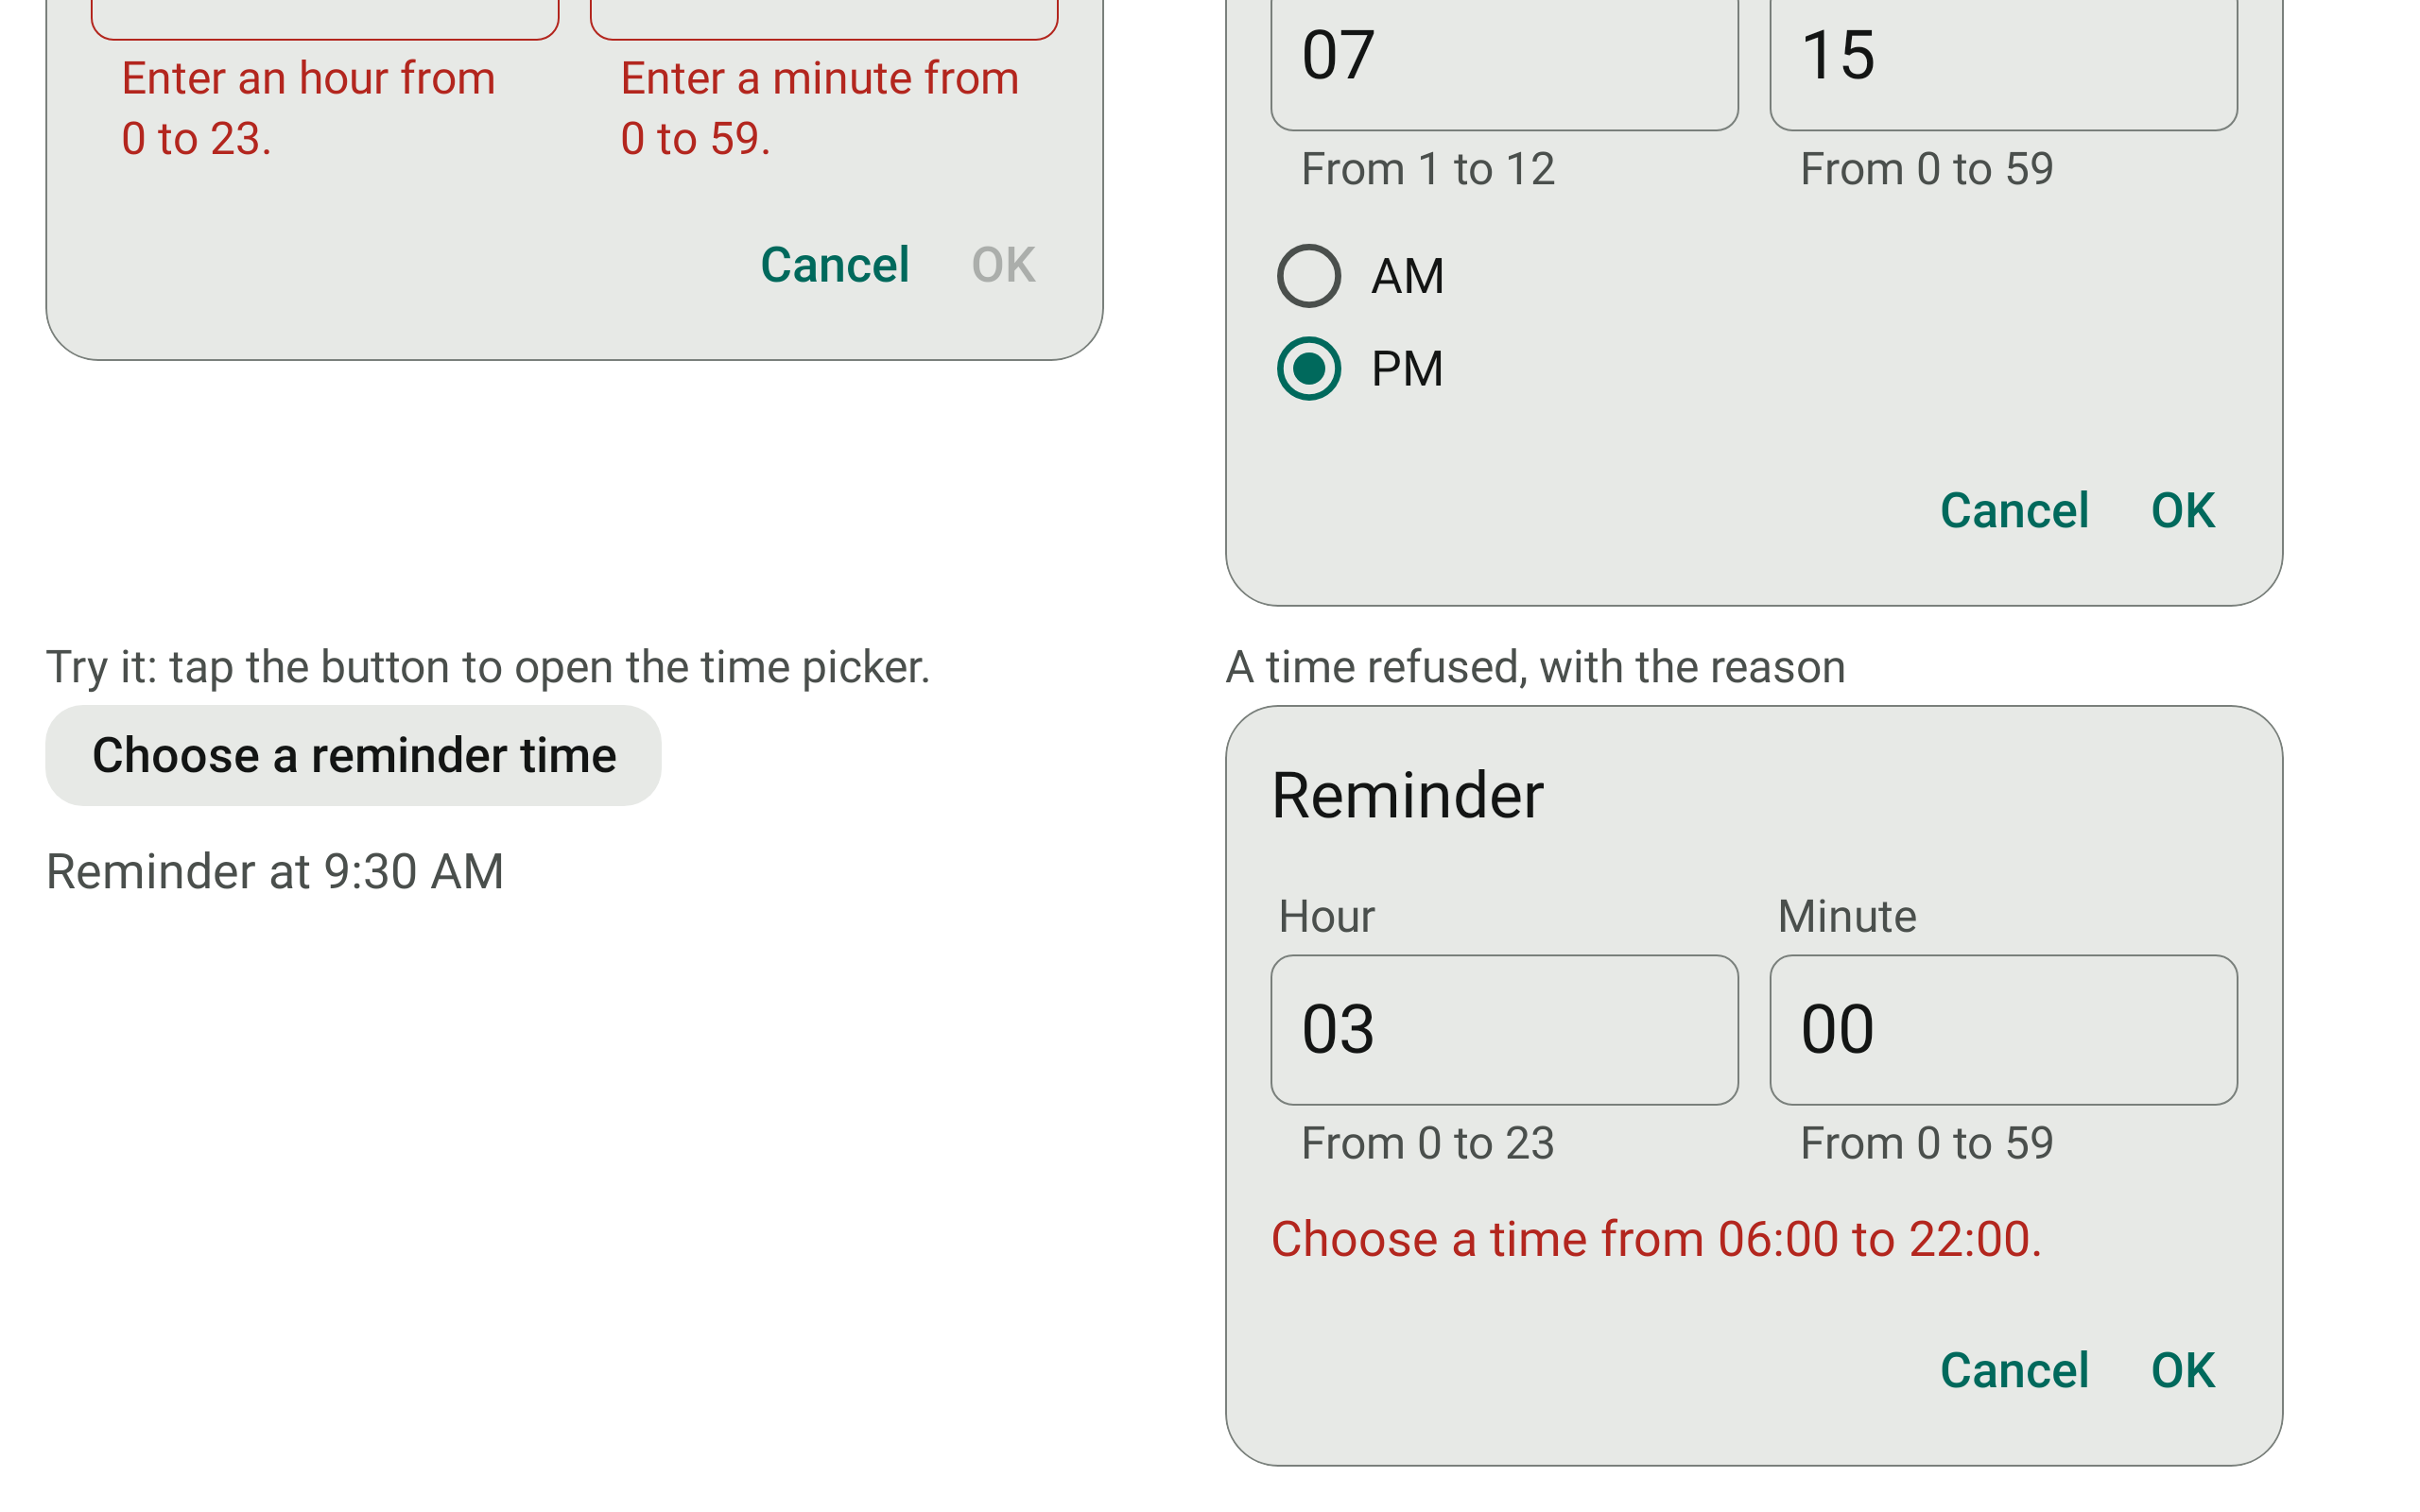 Enter an hour from
0 to 23.
Enter a minute from
0 to 59.
Cancel
OK
07
15
From 1 to 12
From 0 to 59
AM
PM
Cancel
OK
Try it: tap the button to open the time picker.
Choose a reminder time
Reminder at 9:30 AM
A time refused, with the reason
Reminder
Hour
Minute
03
00
From 0 to 23
From 0 to 59
Choose a time from 06:00 to 22:00.
Cancel
OK